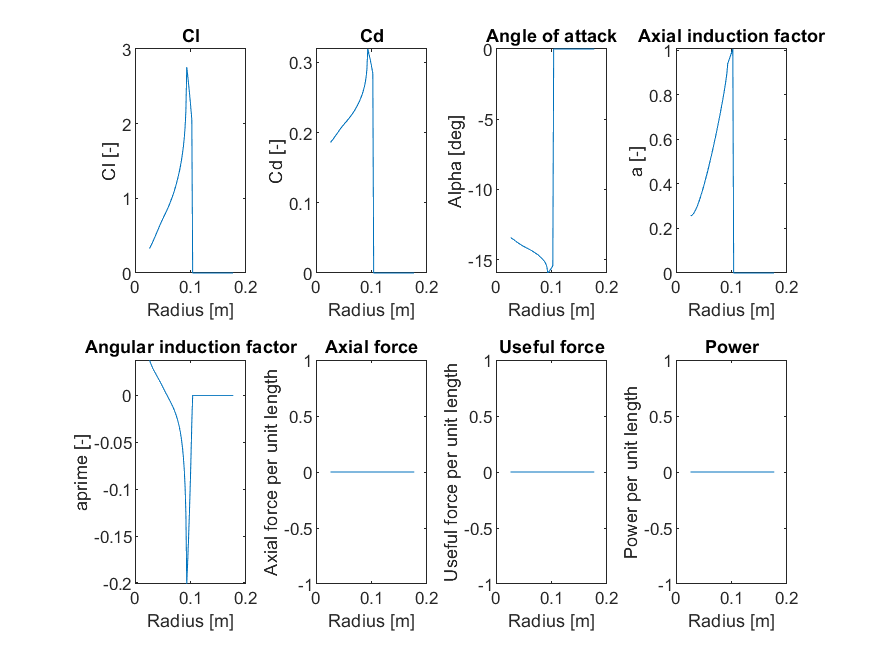 Cl
Cl [-]
3
2
1
0
0 0.1 0.2
Radius [m]
Cd
Cd [-]
0.3
0.2
0.1
0
0 0.1 0.2
Radius [m]
Angle of attack
Alpha [deg]
0
-5
-10
-15
0 0.1 0.2
Radius [m]
Axial induction factor
a [-]
1
0.8
0.6
0.4
0.2
0
0 0.1 0.2
Radius [m]
Angular induction factor
aprime [-]
0
-0.05
-0.1
-0.15
-0.2
0 0.1 0.2
Radius [m]
Axial force
Axial force per unit length
1
0.5
0
-0.5
-1
0 0.1 0.2
Radius [m]
Useful force
Useful force per unit length
1
0.5
0
-0.5
-1
0 0.1 0.2
Radius [m]
Power
Power per unit length
1
0.5
0
-0.5
-1
0 0.1 0.2
Radius [m]